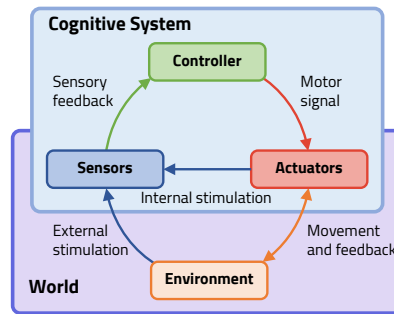 Cognitive System
Controller
Sensory
feedback
Motor
signal
Sensors
Actuators
Internal stimulation
External
stimulation
Movement
and feedback
Environment
World